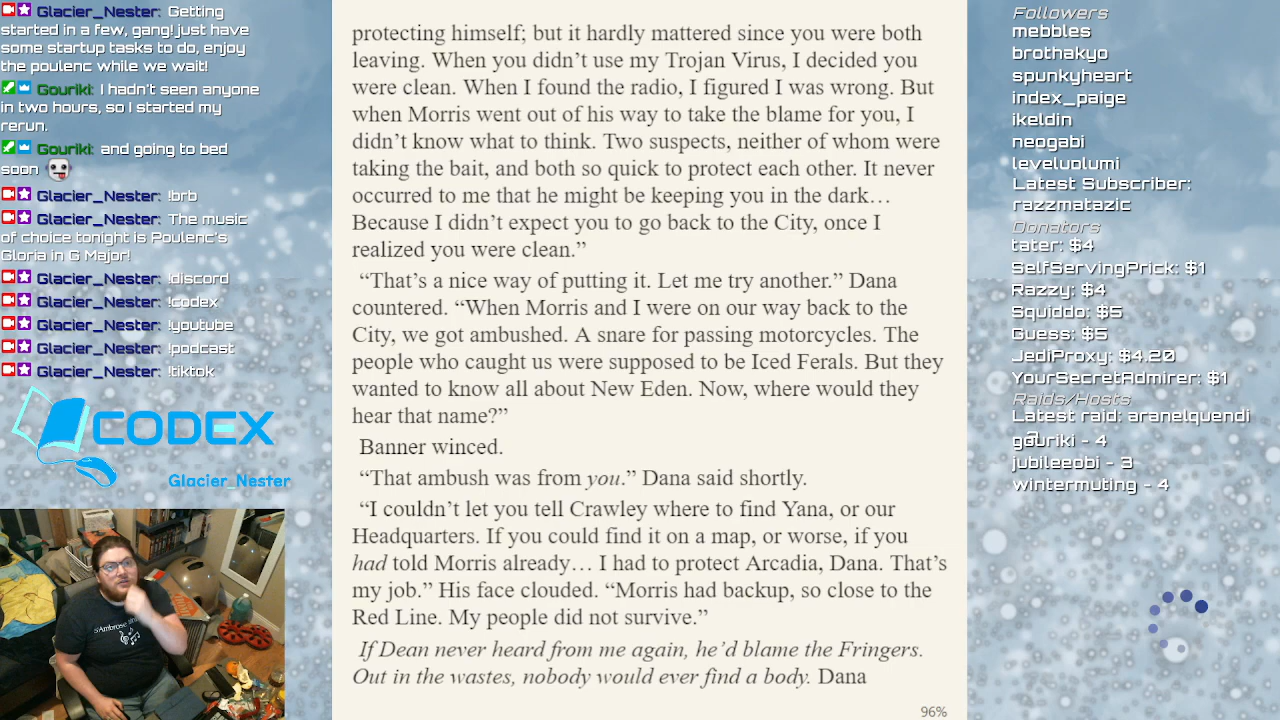 Glacier_Nester: Getting
started in a few, gang! just have
some startup tasks to do, enjoy
the poulenc while we wait!
Gouriki: I hadn't seen anyone
in two hours, so I started my
rerun.
Gouriki: and going to bed
soon
Glacier_Nester: !brb
Glacier_Nester: The music
of choice tonight is Poulenc's
Gloria in G Major!
Glacier_Nester: !discord
Glacier_Nester: !codex
Glacier_Nester: !youtube
Glacier_Nester: !podcast
Glacier_Nester: !tiktok
CODEX
Glacier_Nester
protecting himself; but it hardly mattered since you were both
leaving. When you didn’t use my Trojan Virus, I decided you
were clean. When I found the radio, I figured I was wrong. But
when Morris went out of his way to take the blame for you, I
didn’t know what to think. Two suspects, neither of whom were
taking the bait, and both so quick to protect each other. It never
occurred to me that he might be keeping you in the dark…
Because I didn’t expect you to go back to the City, once I
realized you were clean.”
“That’s a nice way of putting it. Let me try another.” Dana
countered. “When Morris and I were on our way back to the
City, we got ambushed. A snare for passing motorcycles. The
people who caught us were supposed to be Iced Ferals. But they
wanted to know all about New Eden. Now, where would they
hear that name?”
Banner winced.
“That ambush was from you.” Dana said shortly.
“I couldn’t let you tell Crawley where to find Yana, or our
Headquarters. If you could find it on a map, or worse, if you
had told Morris already… I had to protect Arcadia, Dana. That’s
my job.” His face clouded. “Morris had backup, so close to the
Red Line. My people did not survive.”
If Dean never heard from me again, he’d blame the Fringers.
Out in the wastes, nobody would ever find a body. Dana
96%
Followers
mebbles
brothakyo
spunkyheart
index_paige
ikeldin
neogabi
leveluolumi
Latest Subscriber:
razzmatazic
Donators
tater: $4
SelfServingPrick: $1
Razzy: $4
Squiddo: $5
Guess: $5
JediProxy: $4.20
YourSecretAdmirer: $1
Raids/Hosts
Latest raid: aranelquendi
gouriki - 4
jubileepbi - 3
wintermuting - 4